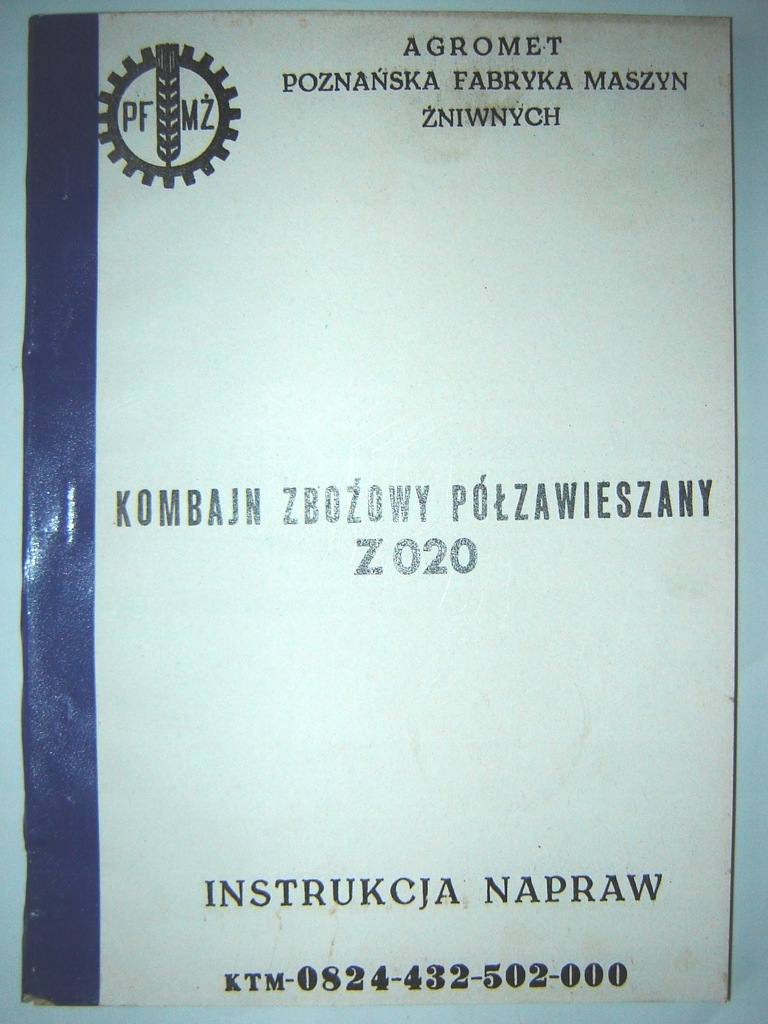 PF MŻ
AGROMET
POZNAŃSKA FABRYKA MASZYN
ŻNIWNYCH
KOMBAJN ZBOŻOWY PÓŁZAWIESZANY
Z020
INSTRUKCJA NAPRAW
KTM-0824-432-502-000